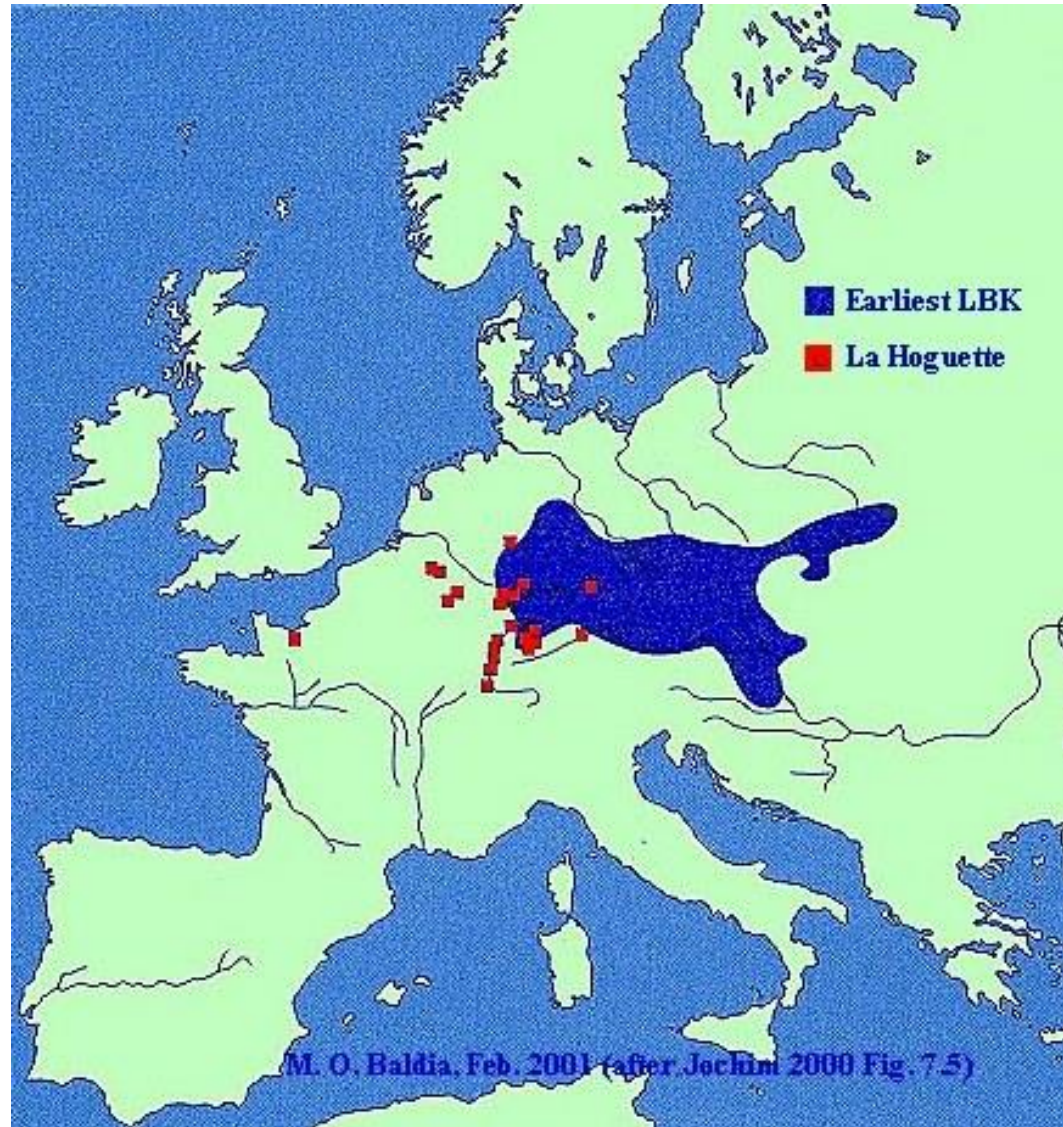 Earliest LBK
La Hoguette
M. O. Baldia, Feb. 2001 (after Jochim 2000 Fig. 7.5)